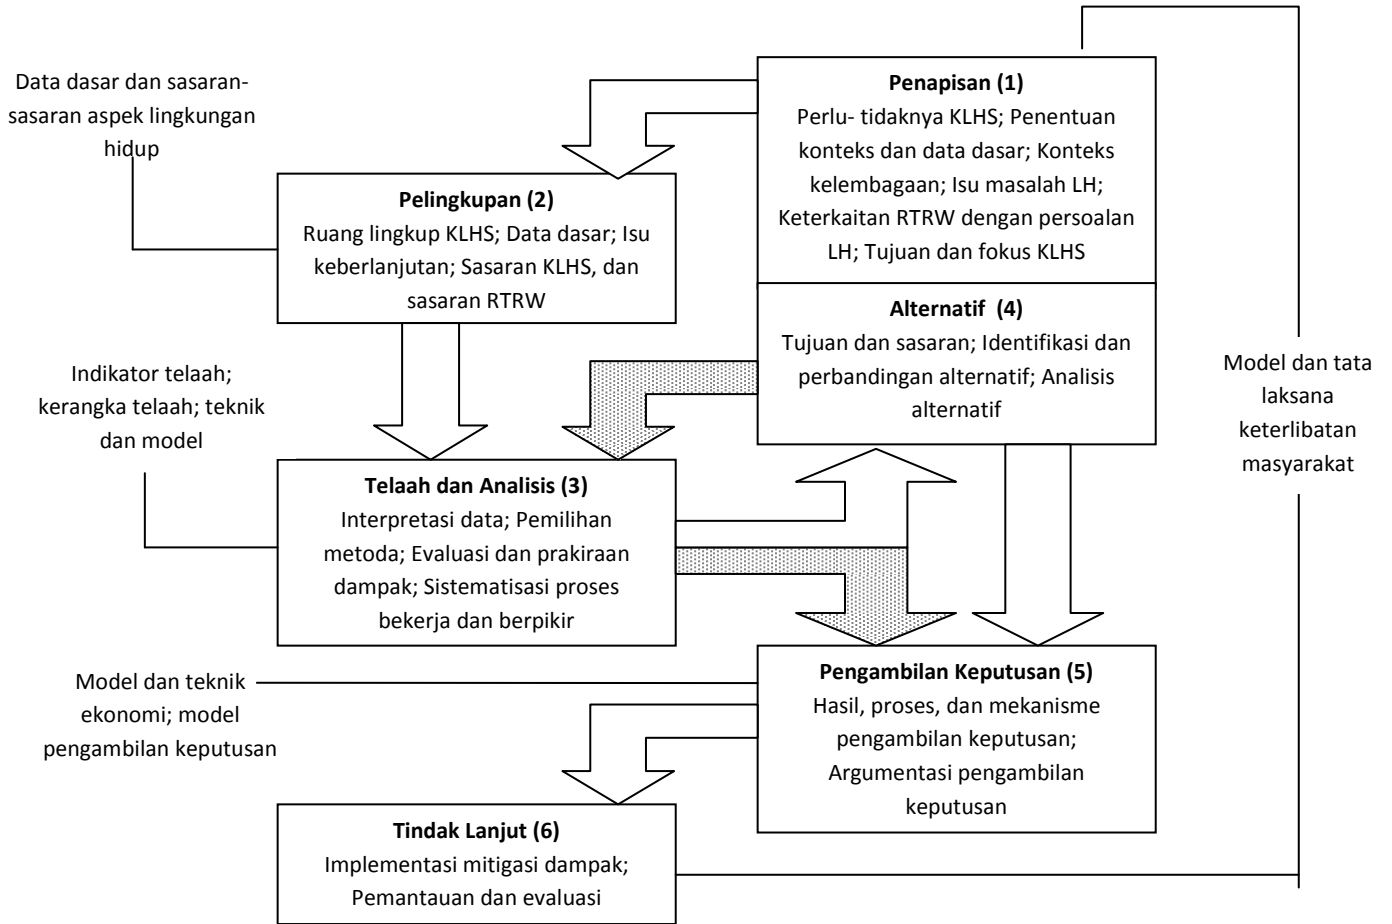 Data dasar dan sasaran-
sasaran aspek lingkungan
hidup
Penapisan (1)
Perlu- tidaknya KLHS; Penentuan
konteks dan data dasar; Konteks
kelembagaan; Isu masalah LH;
Keterkaitan RTRW dengan persoalan
LH; Tujuan dan fokus KLHS
Pelingkupan (2)
Ruang lingkup KLHS; Data dasar; Isu
keberlanjutan; Sasaran KLHS, dan
sasaran RTRW
Alternatif (4)
Tujuan dan sasaran; Identifikasi dan
perbandingan alternatif; Analisis
alternatif
Indikator telaah;
kerangka telaah; teknik
dan model
Model dan tata
laksana
keterlibatan
masyarakat
Telaah dan Analisis (3)
Interpretasi data; Pemilihan
metoda; Evaluasi dan prakiraan
dampak; Sistematisasi proses
bekerja dan berpikir
Model dan teknik
ekonomi; model
pengambilan keputusan
Pengambilan Keputusan (5)
Hasil, proses, dan mekanisme
pengambilan keputusan;
Argumentasi pengambilan
keputusan
Tindak Lanjut (6)
Implementasi mitigasi dampak;
Pemantauan dan evaluasi